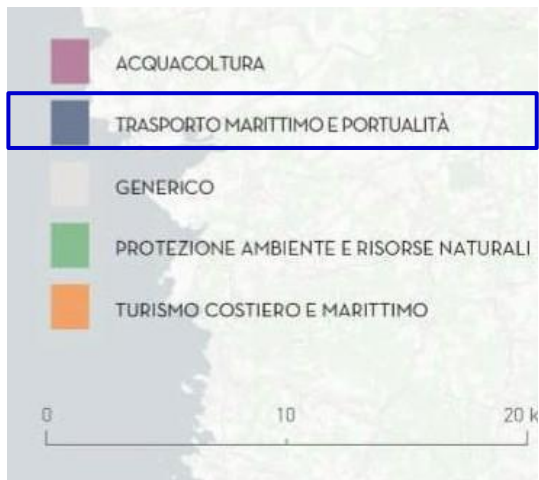 ACQUACOLTURA
TRASPORTO MARITTIMO E PORTUALITÀ
GENERICO
PROTEZIONE AMBIENTE E RISORSE NATURALI
TURISMO COSTIERO E MARITTIMO
0 10 20 k